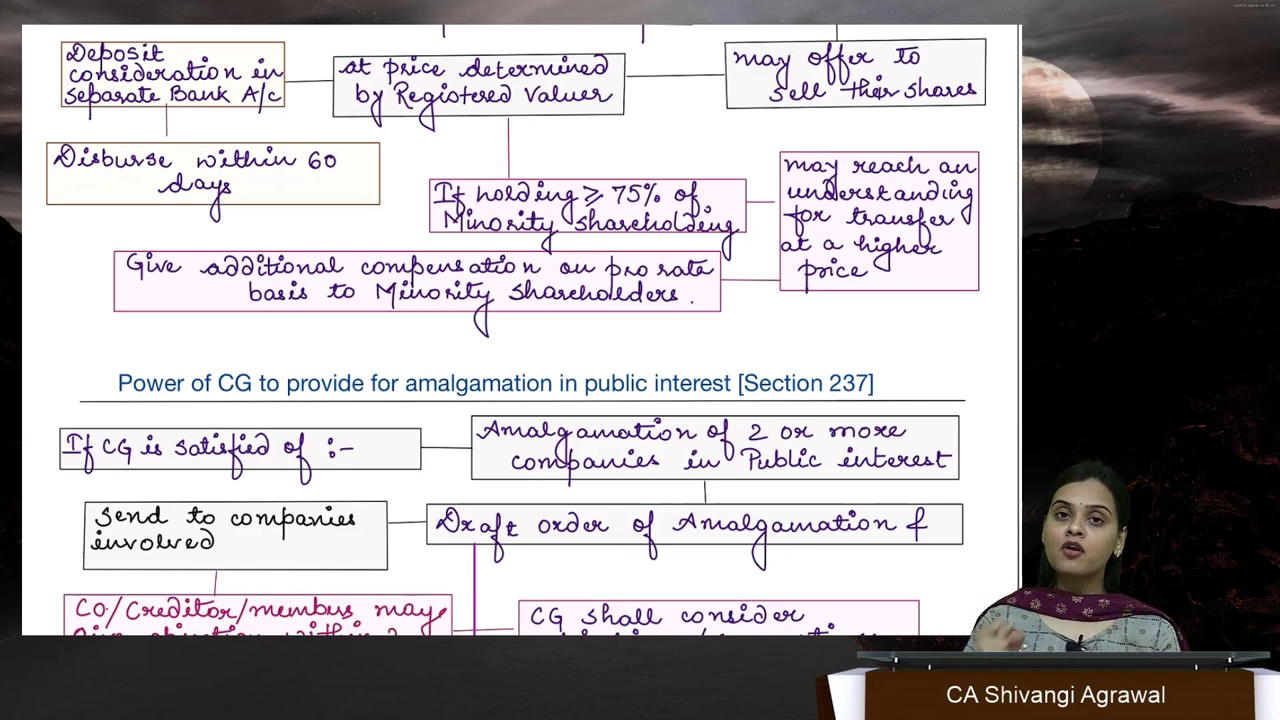 Deposit
consideration in
separate Bank A/c
at price determined
by Registered Valuer
may offer to
sell their shares
Disburse within 60
days
If holding ⩾ 75% of
Minority shareholding
may reach an
understanding
for transfer
at a higher
price
Give additional compensation on pro rate
basis to Minority shareholders.
Power of CG to provide for amalgamation in public interest [Section 237]
If CG is satisfied of :-
Amalgamation of 2 or more
companies in Public interest
Send to companies
involved
Draft order of Amalgamation &
CO/Creditor/members may
CG shall consider
CA Shivangi Agrawal